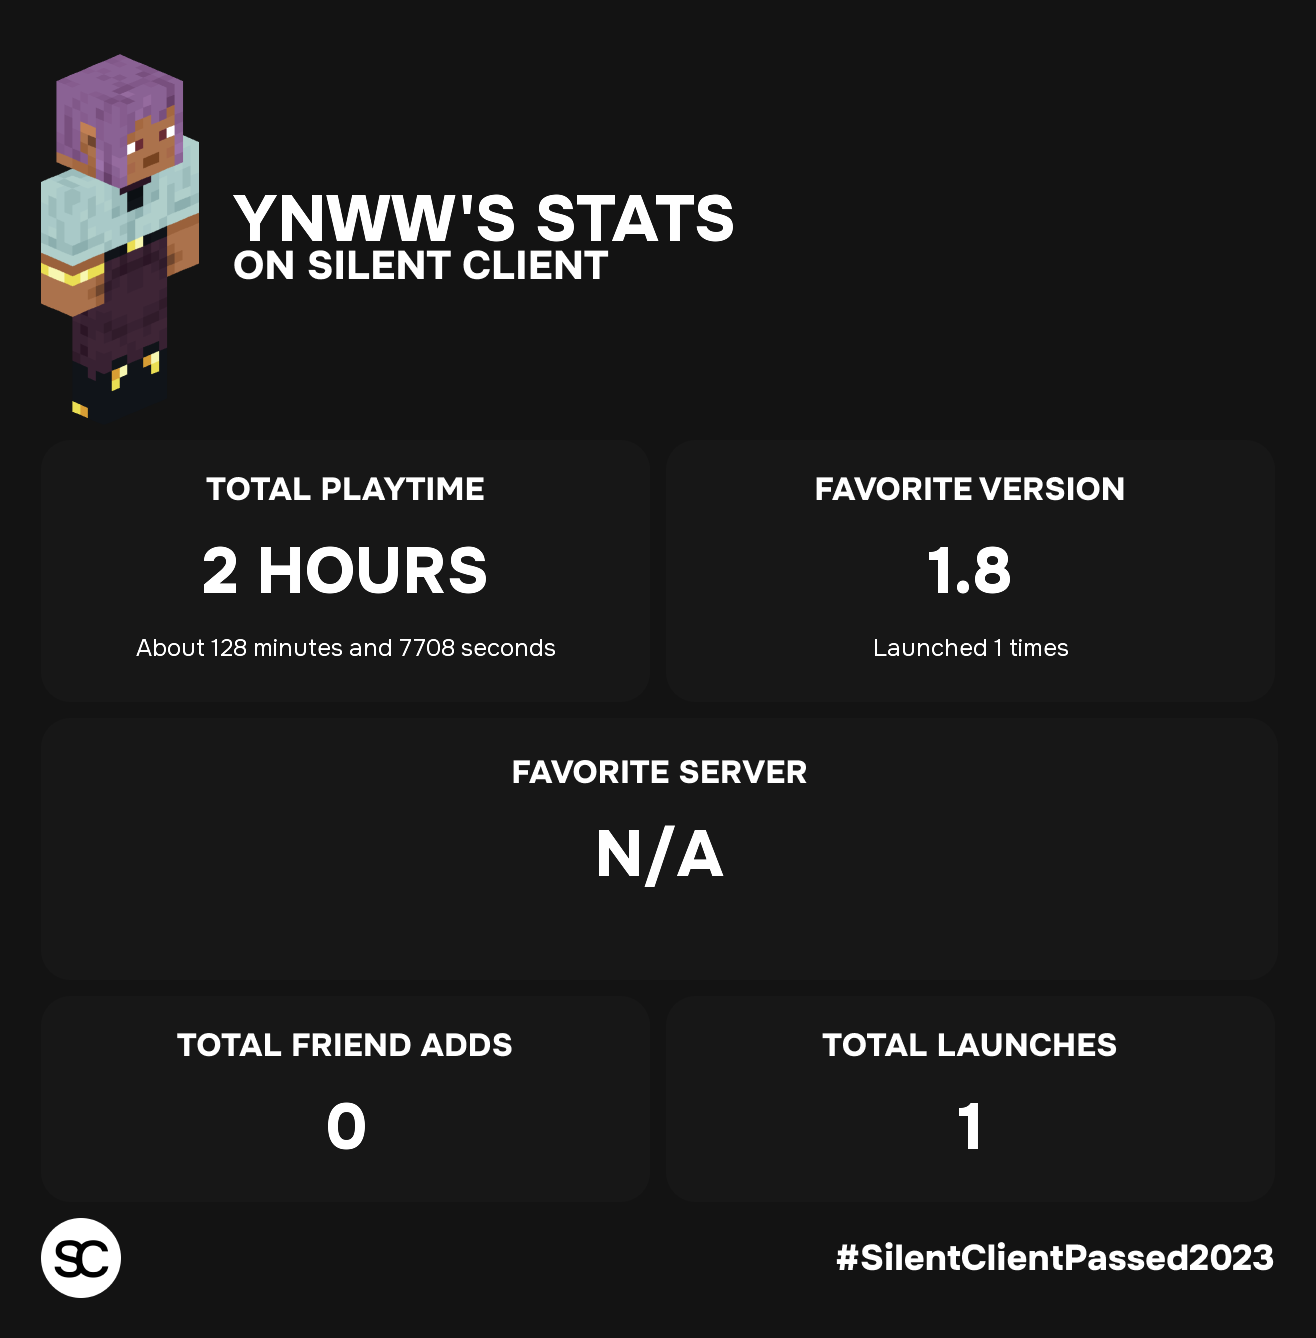 YNWW'S STATS
ON SILENT CLIENT
TOTAL PLAYTIME
2 HOURS
About 128 minutes and 7708 seconds
FAVORITE VERSION
1.8
Launched 1 times
FAVORITE SERVER
N/A
TOTAL FRIEND ADDS
0
TOTAL LAUNCHES
1
SC
#SilentClientPassed2023